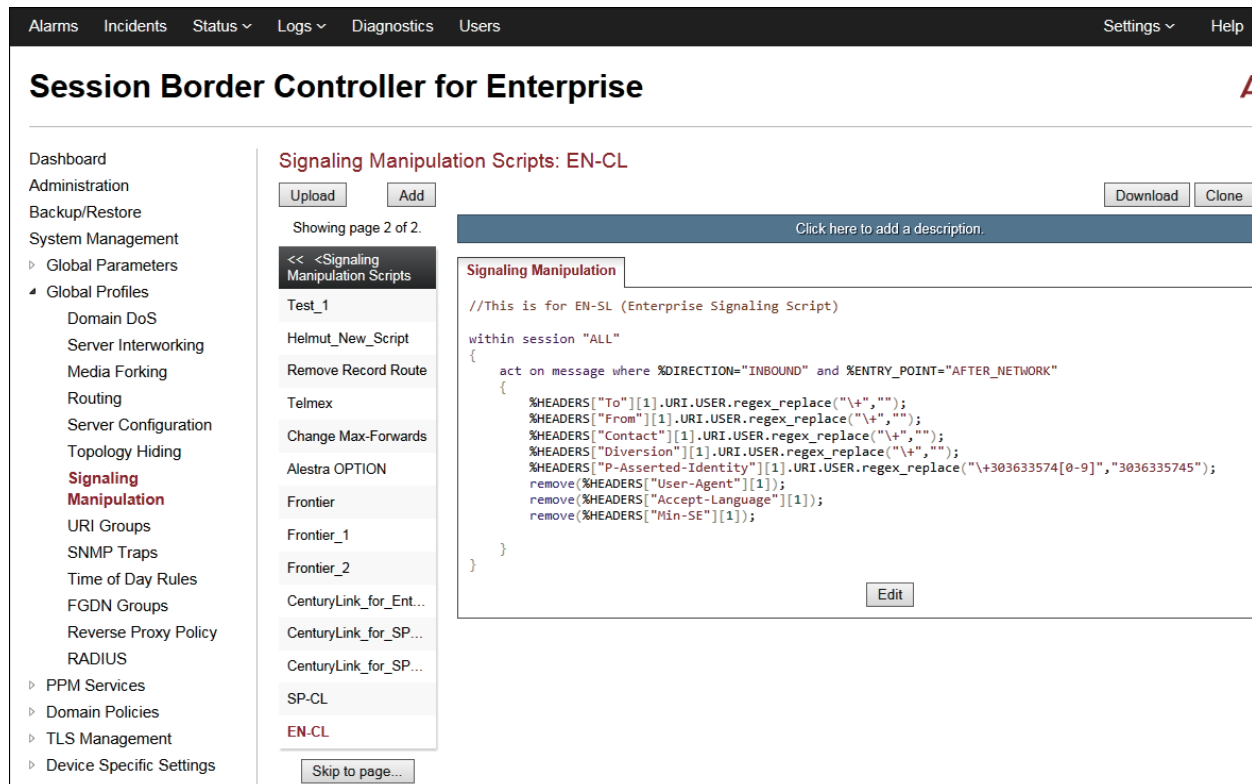 Alarms Incidents Status Logs Diagnostics Users Settings Help
Session Border Controller for Enterprise
A
Dashboard
Administration
Backup/Restore
System Management
Global Parameters
Global Profiles
Domain DoS
Server Interworking
Media Forking
Routing
Server Configuration
Topology Hiding
Signaling
Manipulation
URI Groups
SNMP Traps
Time of Day Rules
FGDN Groups
Reverse Proxy Policy
RADIUS
PPM Services
Domain Policies
TLS Management
Device Specific Settings
Signaling Manipulation Scripts: EN-CL
Upload Add Download Clone
Showing page 2 of 2.
<< <Signaling
Manipulation Scripts
Test_1
Helmut_New_Script
Remove Record Route
Telmex
Change Max-Forwards
Alestra OPTION
Frontier
Frontier_1
Frontier_2
CenturyLink_for_Ent...
CenturyLink_for_SP...
CenturyLink_for_SP...
SP-CL
EN-CL
Skip to page...
Click here to add a description.
Signaling Manipulation
//This is for EN-SL (Enterprise Signaling Script)
within session "ALL"
{
act on message where %DIRECTION="INBOUND" and %ENTRY_POINT="AFTER_NETWORK"
{
%HEADERS["To"][1].URI.USER.regex_replace("\+","");
%HEADERS["From"][1].URI.USER.regex_replace("\+","");
%HEADERS["Contact"][1].URI.USER.regex_replace("\+","");
%HEADERS["Diversion"][1].URI.USER.regex_replace("\+","");
%HEADERS["P-Asserted-Identity"][1].URI.USER.regex_replace("\+303633574[0-9]","3036335745");
remove(%HEADERS["User-Agent"][1]);
remove(%HEADERS["Accept-Language"][1]);
remove(%HEADERS["Min-SE"][1]);
}
}
Edit